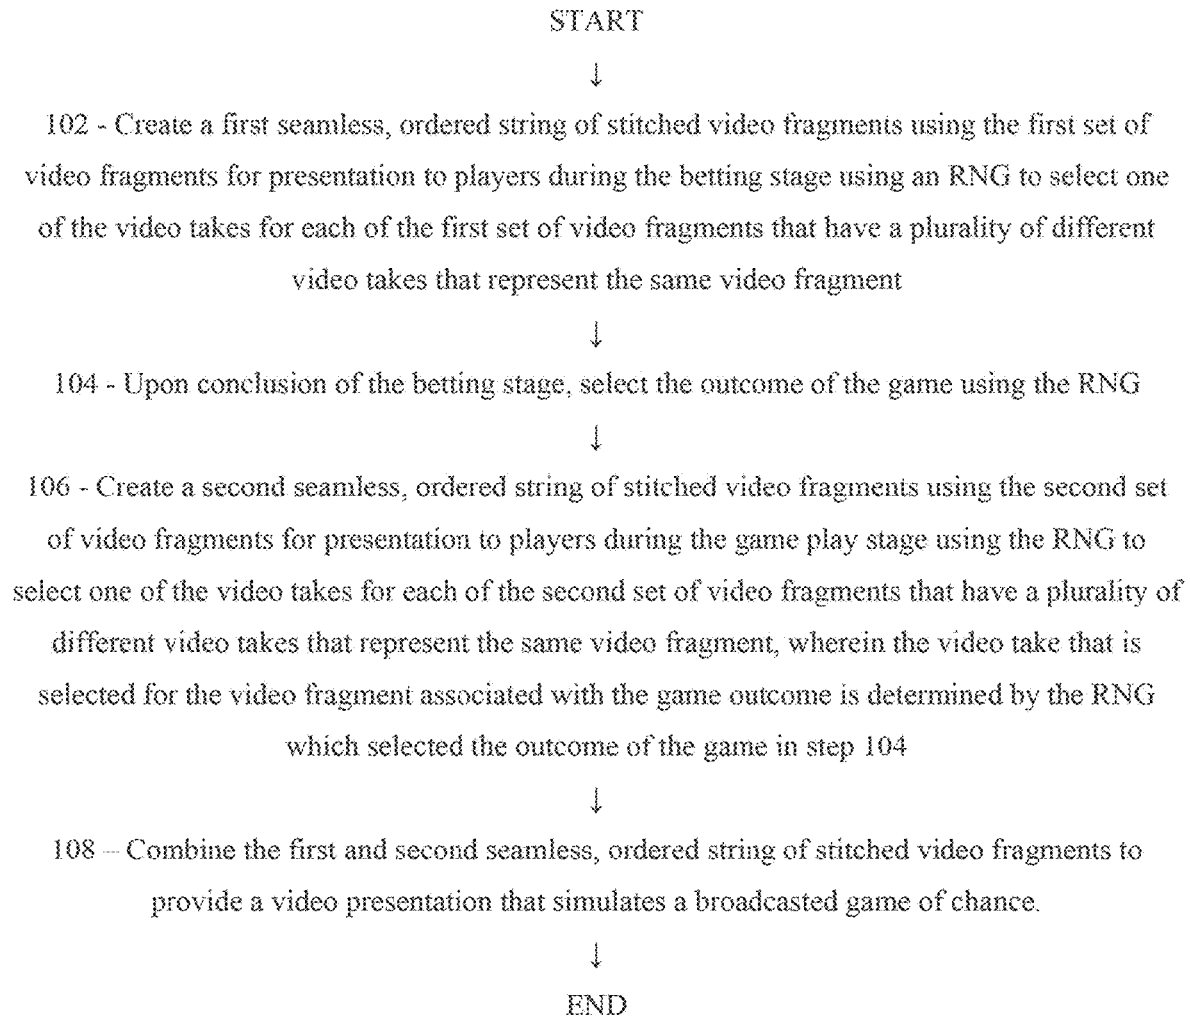 START
↓
102 - Create a first seamless, ordered string of stitched video fragments using the first set of
video fragments for presentation to players during the betting stage using an RNG to select one
of the video takes for each of the first set of video fragments that have a plurality of different
video takes that represent the same video fragment
↓
104 - Upon conclusion of the betting stage, select the outcome of the game using the RNG
↓
106 - Create a second seamless, ordered string of stitched video fragments using the second set
of video fragments for presentation to players during the game play stage using the RNG to
select one of the video takes for each of the second set of video fragments that have a plurality of
different video takes that represent the same video fragment, wherein the video take that is
selected for the video fragment associated with the game outcome is determined by the RNG
which selected the outcome of the game in step 104
↓
108 – Combine the first and second seamless, ordered string of stitched video fragments to
provide a video presentation that simulates a broadcasted game of chance.
↓
END